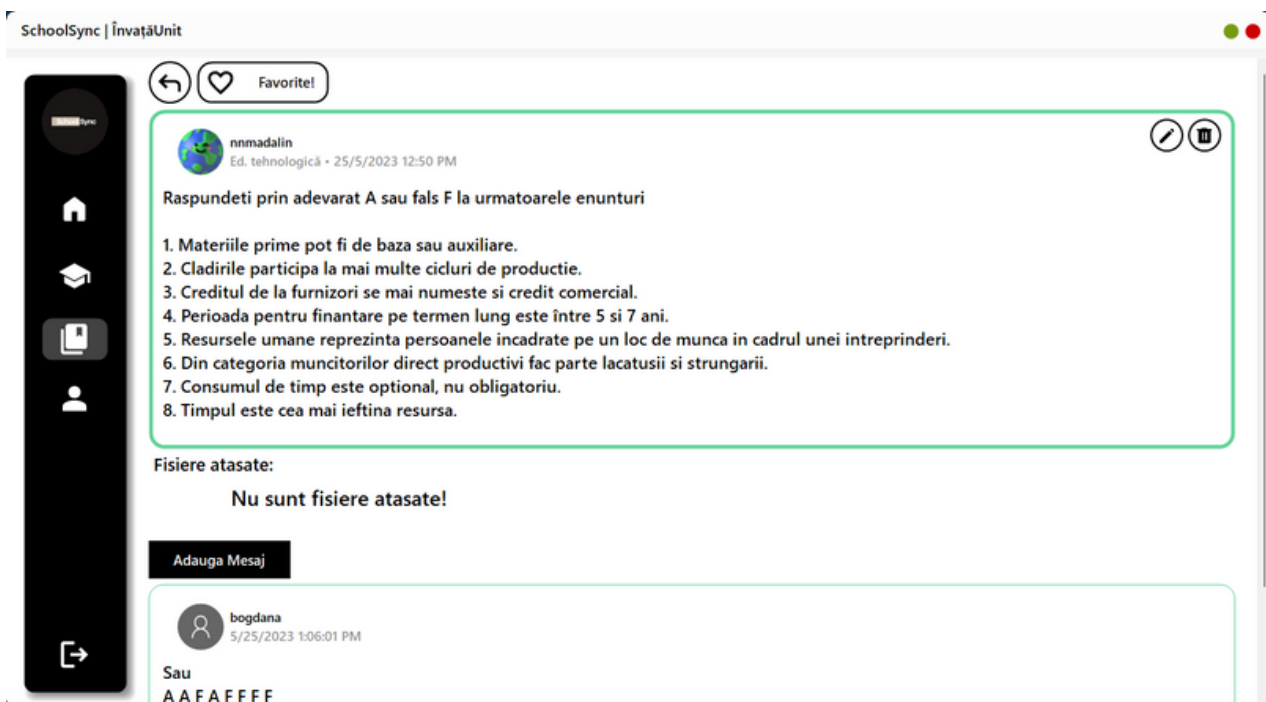 SchoolSync | ÎnvațăUnit
SchoolSync
Favorite!
nnmadalin
Ed. tehnologică • 25/5/2023 12:50 PM
Raspundeti prin adevarat A sau fals F la urmatoarele enunturi
1. Materiile prime pot fi de baza sau auxiliare.
2. Cladirile participa la mai multe cicluri de productie.
3. Creditul de la furnizori se mai numeste si credit comercial.
4. Perioada pentru finantare pe termen lung este între 5 si 7 ani.
5. Resursele umane reprezinta persoanele incadrate pe un loc de munca in cadrul unei intreprinderi.
6. Din categoria muncitorilor direct productivi fac parte lacatusii si strungarii.
7. Consumul de timp este optional, nu obligatoriu.
8. Timpul este cea mai ieftina resursa.
Fisiere atasate:
Nu sunt fisiere atasate!
Adauga Mesaj
bogdana
5/25/2023 1:06:01 PM
Sau